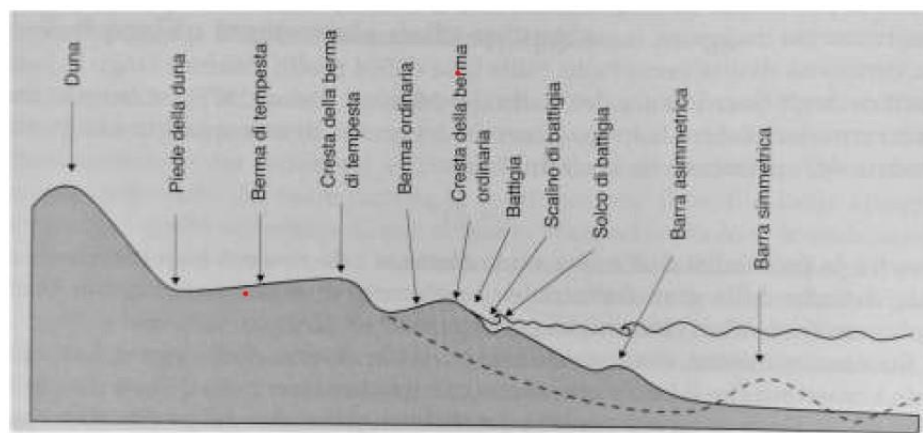 Duna
Piede della duna
Berma di tempesta
Cresta della berma
di tempesta
Berma ordinaria
Cresta della berma
ordinaria
Battigia
Scalino di battigia
Solco di battigia
Barra asimmetrica
Barra simmetrica